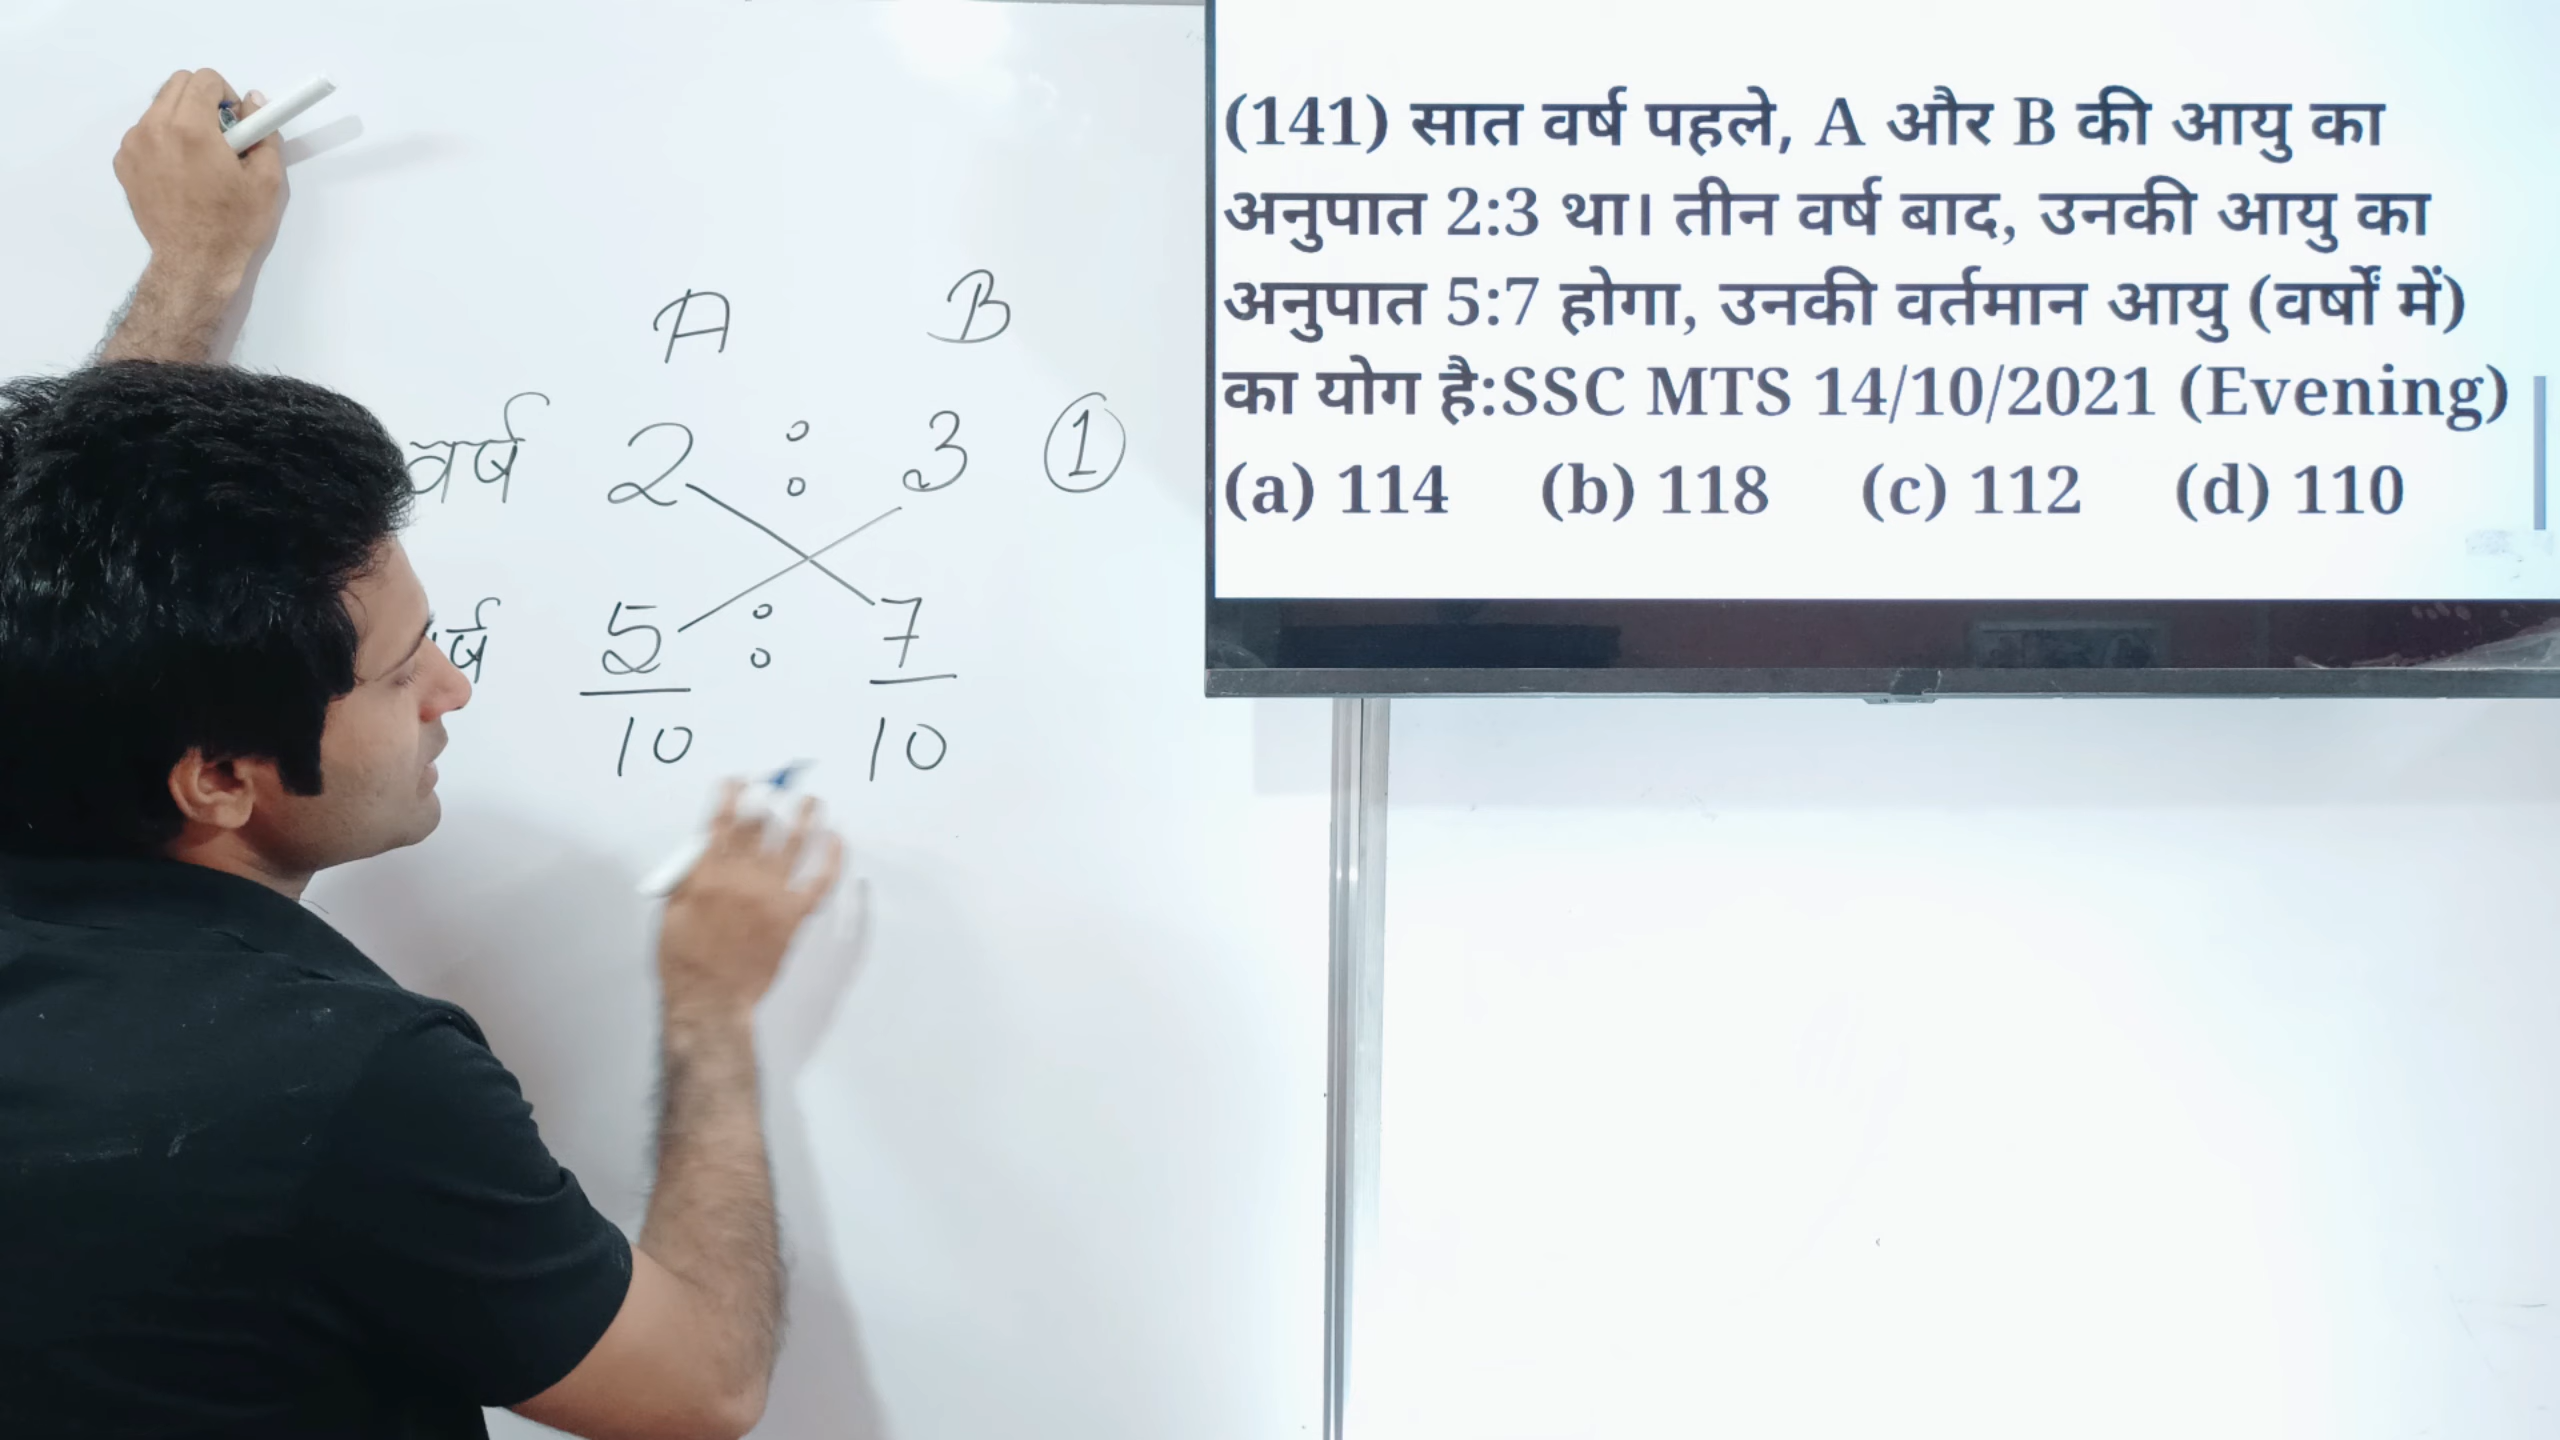 A B
वर्ष 2 : 3 ①
5 : 7
10 10
(141) सात वर्ष पहले, A और B की आयु का
अनुपात 2:3 था। तीन वर्ष बाद, उनकी आयु का
अनुपात 5:7 होगा, उनकी वर्तमान आयु (वर्षों में)
का योग है:SSC MTS 14/10/2021 (Evening)
(a) 114 (b) 118 (c) 112 (d) 110